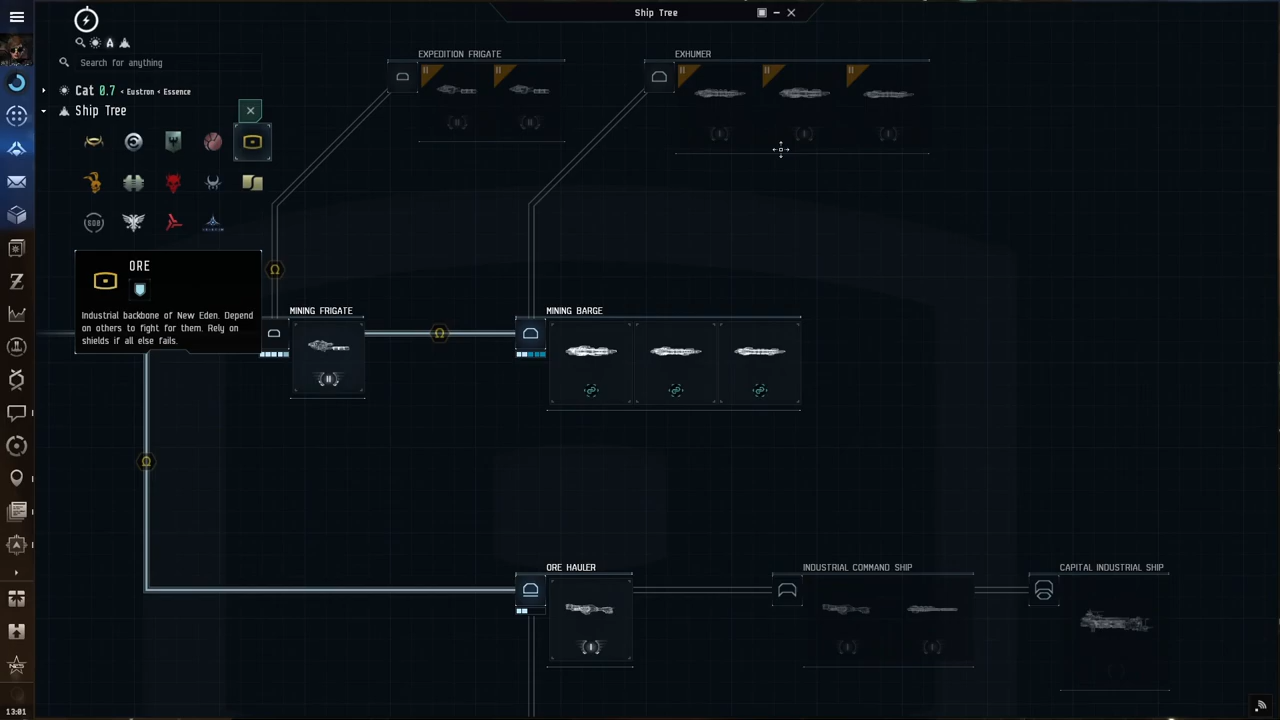 Ship Tree
Search for anything
Cat 0.7 < Eustron < Essence
Ship Tree
ORE
Industrial backbone of New Eden. Depend
on others to fight for them. Rely on
shields if all else fails.
EXPEDITION FRIGATE
EXHUMER
MINING FRIGATE
MINING BARGE
ORE HAULER
INDUSTRIAL COMMAND SHIP
CAPITAL INDUSTRIAL SHIP
13:01